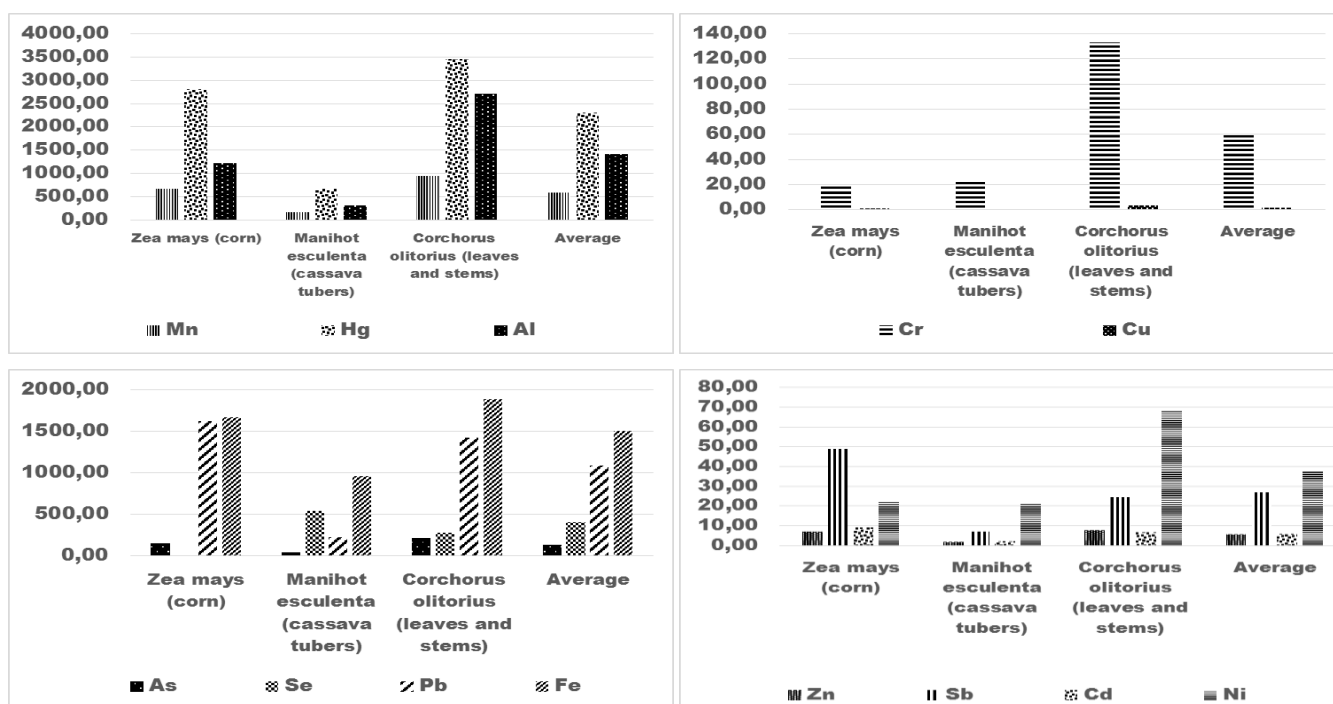 4000,00
3500,00
3000,00
2500,00
2000,00
1500,00
1000,00
500,00
0,00
Zea mays (corn)
Manihot
esculenta
(cassava
tubers)
Corchorus
olitorius (leaves
and stems)
Average
Mn
Hg
Al
140,00
120,00
100,00
80,00
60,00
40,00
20,00
0,00
Zea mays
(corn)
Manihot
esculenta
(cassava
tubers)
Corchorus
olitorius
(leaves and
stems)
Average
Cr
Cu
2000,00
1500,00
1000,00
500,00
0,00
Zea mays
(corn)
Manihot
esculenta
(cassava
tubers)
Corchorus
olitorius
(leaves and
stems)
Average
As
Se
Pb
Fe
80,00
70,00
60,00
50,00
40,00
30,00
20,00
10,00
0,00
Zea mays
(corn)
Manihot
esculenta
(cassava
tubers)
Corchorus
olitorius
(leaves and
stems)
Average
Zn
Sb
Cd
Ni